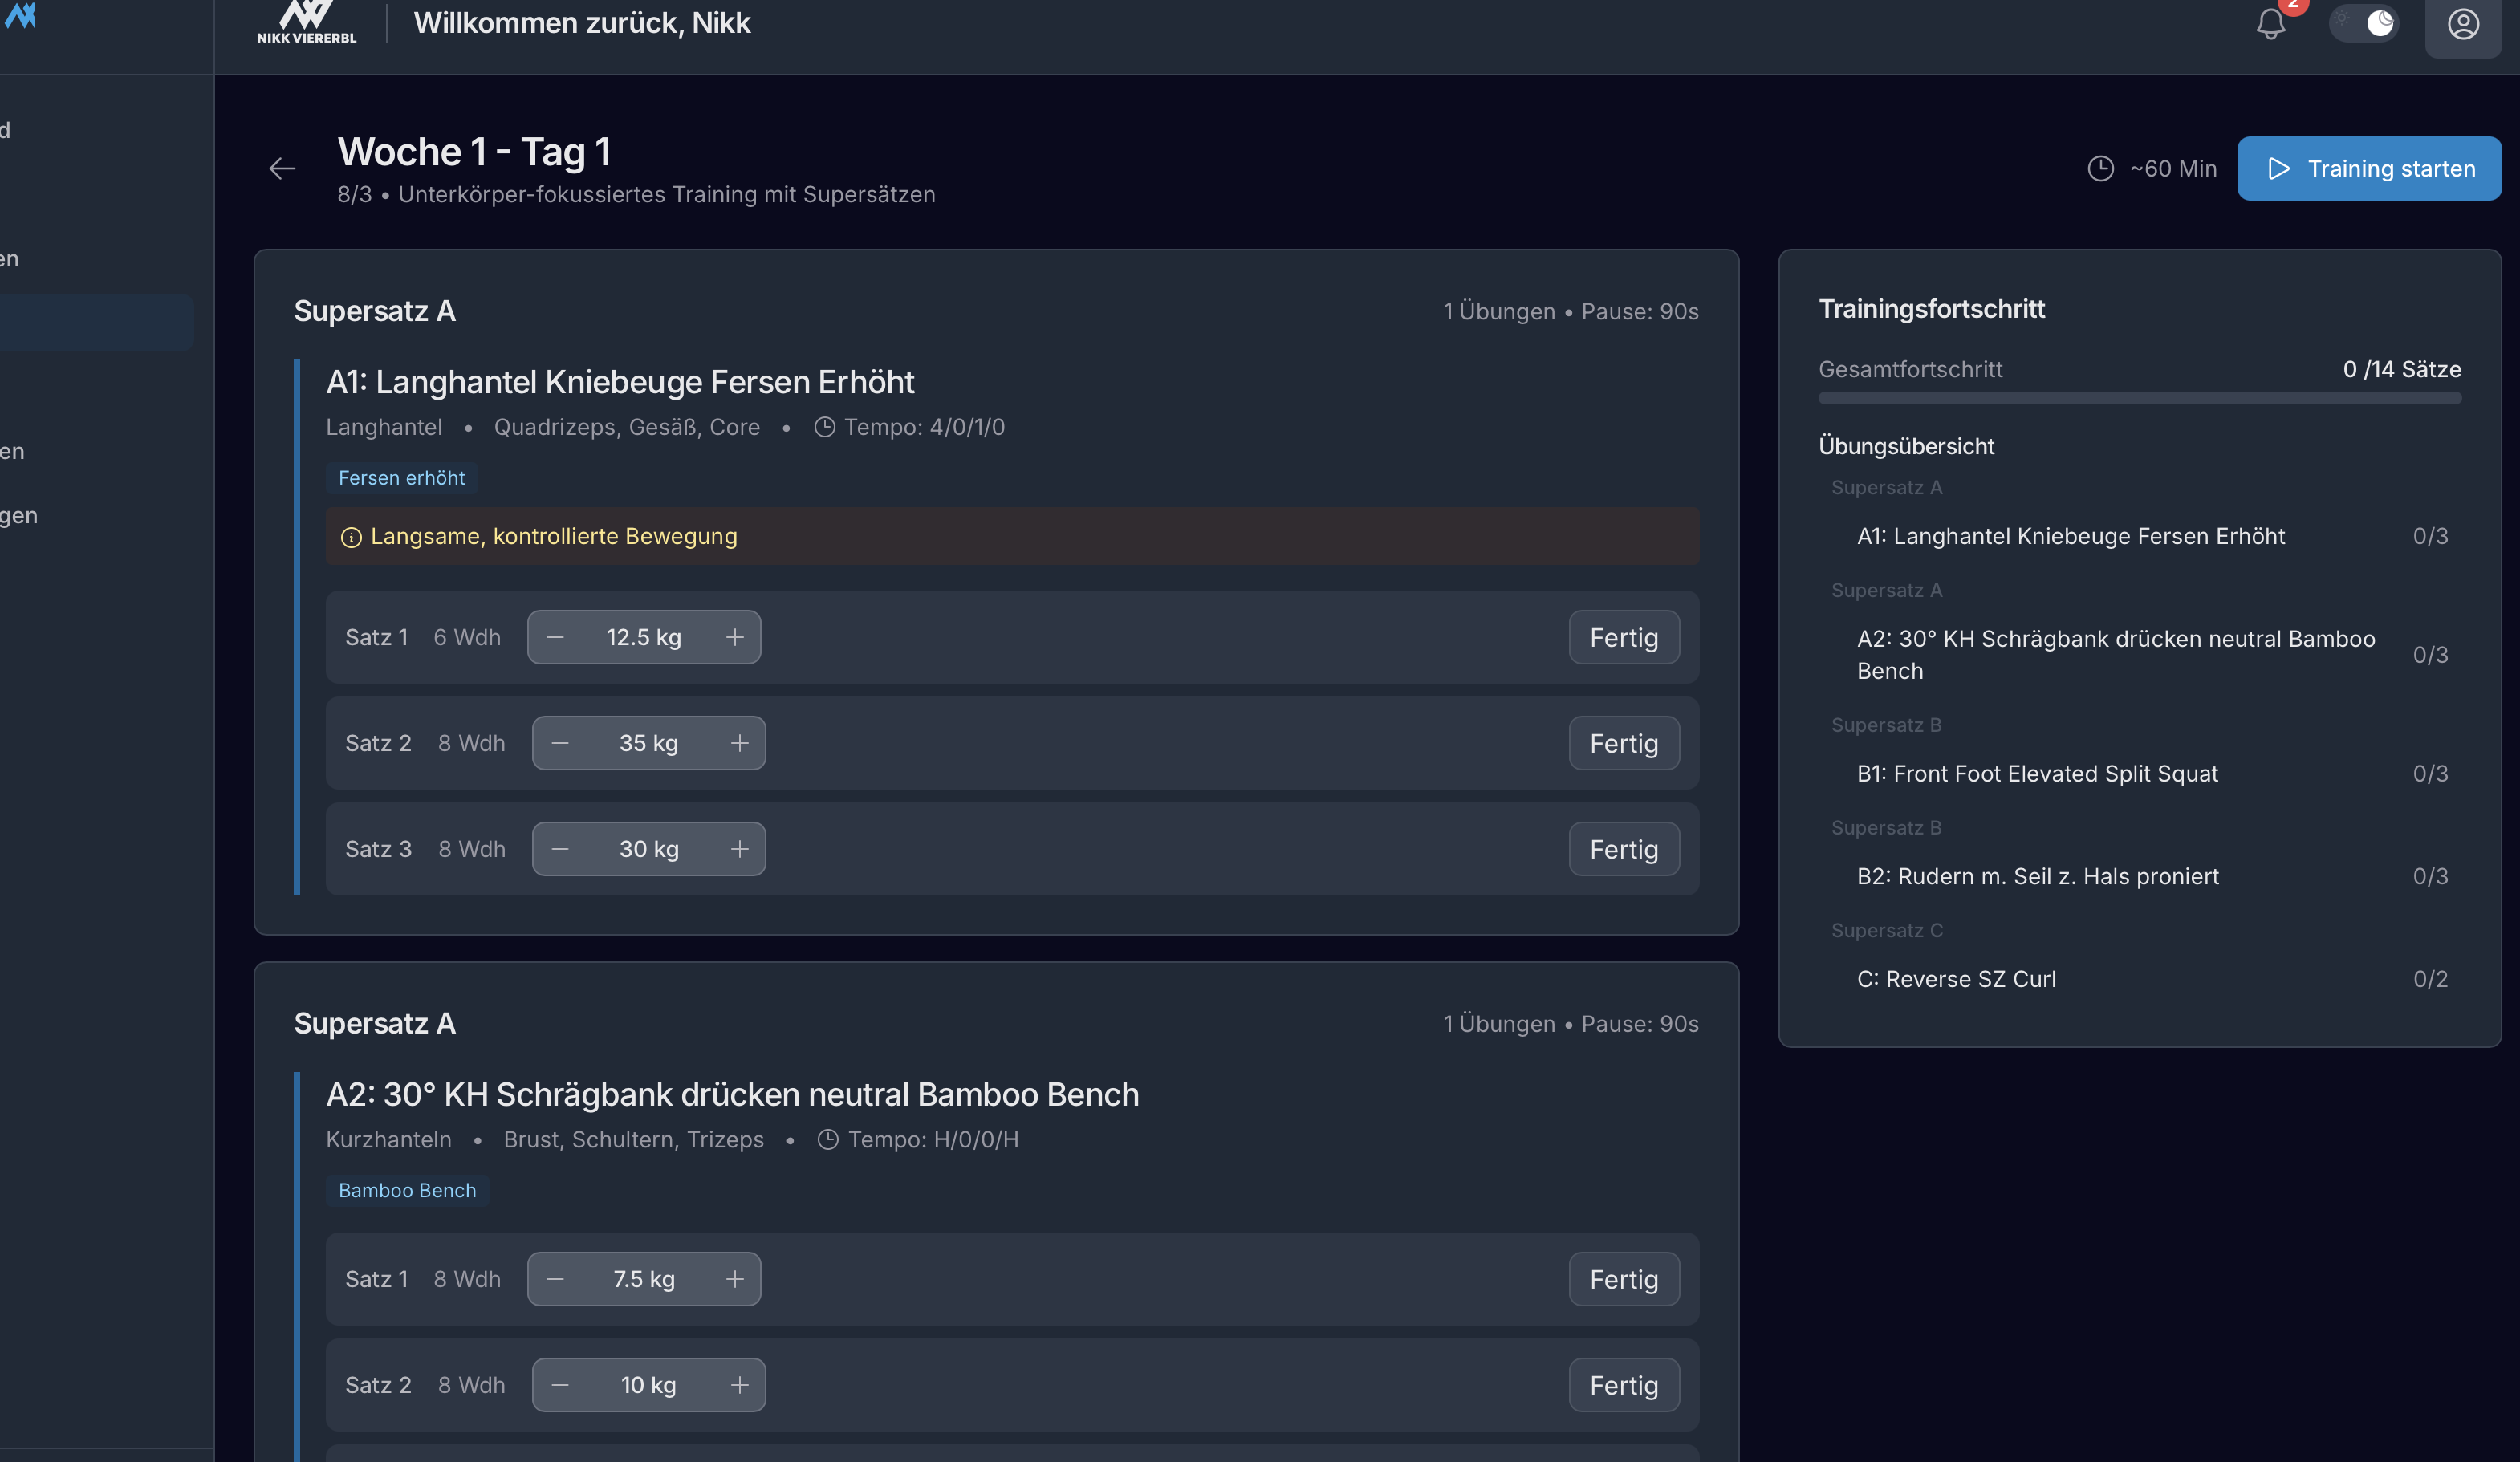 NIKK VIERERBL
Willkommen zurück, Nikk
2
d
en
en
gen
Woche 1 - Tag 1
8/3 • Unterkörper-fokussiertes Training mit Supersätzen
~60 Min
Training starten
Supersatz A
1 Übungen • Pause: 90s
A1: Langhantel Kniebeuge Fersen Erhöht
Langhantel • Quadrizeps, Gesäß, Core • Tempo: 4/0/1/0
Fersen erhöht
Langsame, kontrollierte Bewegung
Satz 1 6 Wdh − 12.5 kg + Fertig
Satz 2 8 Wdh − 35 kg + Fertig
Satz 3 8 Wdh − 30 kg + Fertig
Supersatz A
1 Übungen • Pause: 90s
A2: 30° KH Schrägbank drücken neutral Bamboo Bench
Kurzhanteln • Brust, Schultern, Trizeps • Tempo: H/0/0/H
Bamboo Bench
Satz 1 8 Wdh − 7.5 kg + Fertig
Satz 2 8 Wdh − 10 kg + Fertig
Trainingsfortschritt
Gesamtfortschritt 0 /14 Sätze
Übungsübersicht
Supersatz A
A1: Langhantel Kniebeuge Fersen Erhöht 0/3
Supersatz A
A2: 30° KH Schrägbank drücken neutral Bamboo
Bench 0/3
Supersatz B
B1: Front Foot Elevated Split Squat 0/3
Supersatz B
B2: Rudern m. Seil z. Hals proniert 0/3
Supersatz C
C: Reverse SZ Curl 0/2